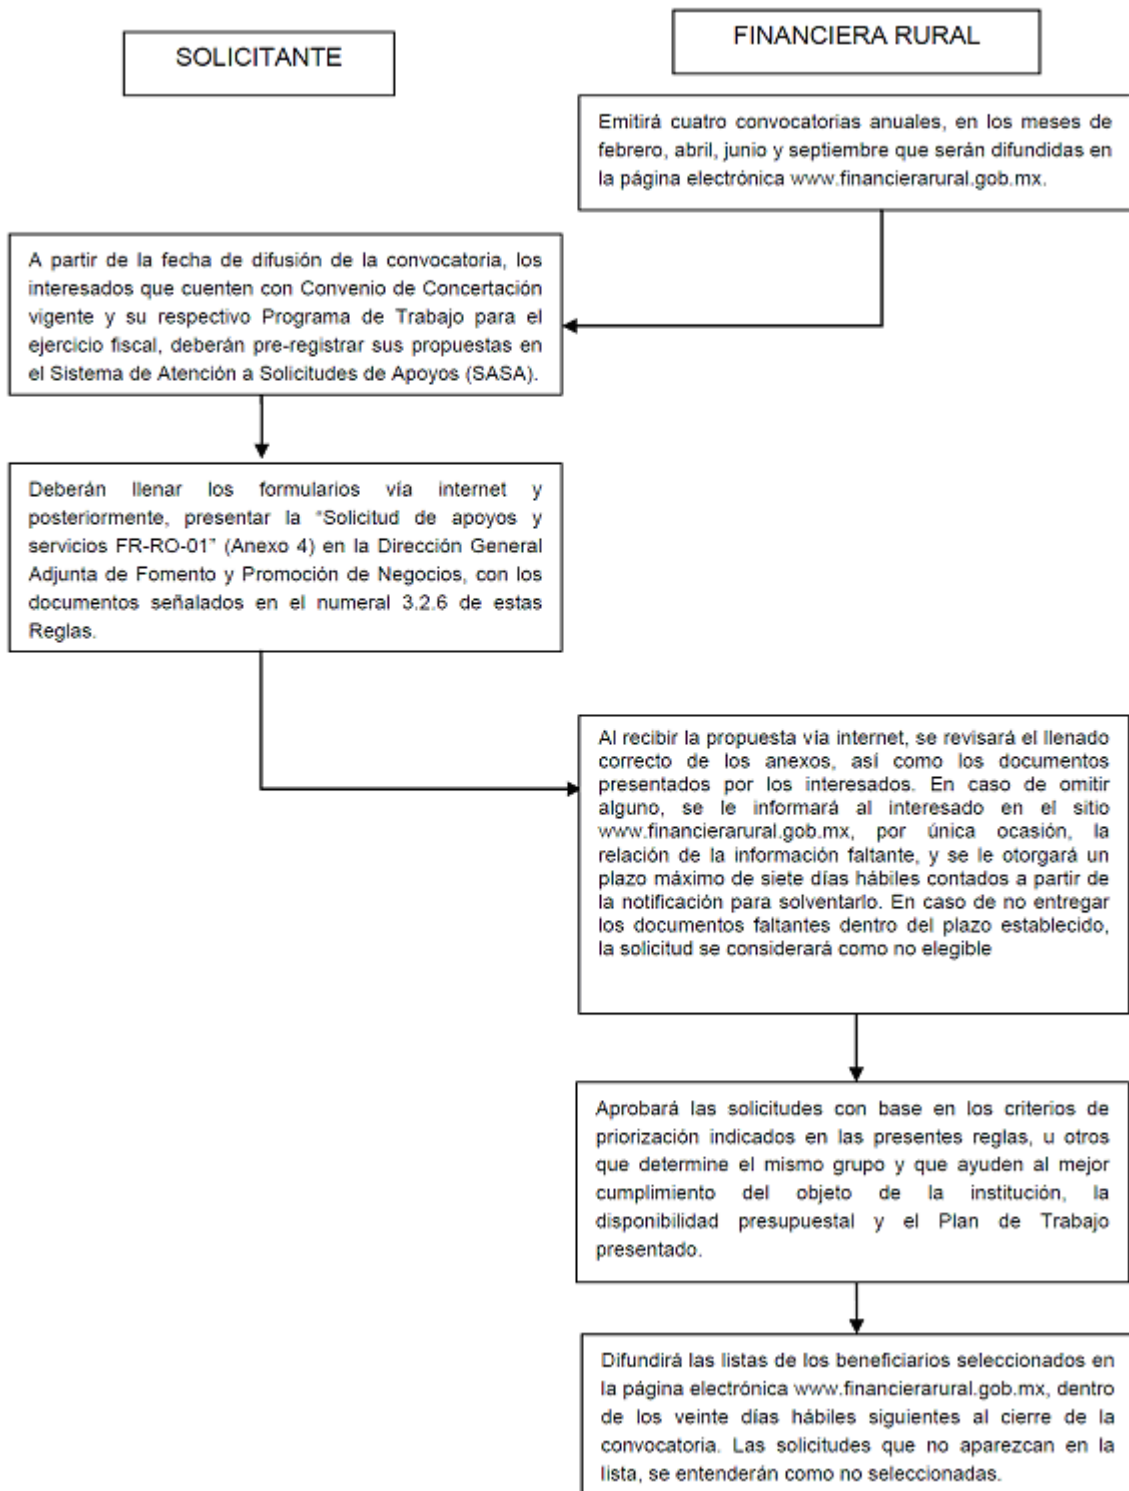 SOLICITANTE
FINANCIERA RURAL
Emitirá cuatro convocatorias anuales, en los meses de
febrero, abril, junio y septiembre que serán difundidas en
la página electrónica www.financierarural.gob.mx.
A partir de la fecha de difusión de la convocatoria, los
interesados que cuenten con Convenio de Concertación
vigente y su respectivo Programa de Trabajo para el
ejercicio fiscal, deberán pre-registrar sus propuestas en
el Sistema de Atención a Solicitudes de Apoyos (SASA).
Deberán llenar los formularios vía internet y
posteriormente, presentar la "Solicitud de apoyos y
servicios FR-RO-01" (Anexo 4) en la Dirección General
Adjunta de Fomento y Promoción de Negocios, con los
documentos señalados en el numeral 3.2.6 de estas
Reglas.
Al recibir la propuesta vía internet, se revisará el llenado
correcto de los anexos, así como los documentos
presentados por los interesados. En caso de omitir
alguno, se le informará al interesado en el sitio
www.financierarural.gob.mx, por única ocasión, la
relación de la información faltante, y se le otorgará un
plazo máximo de siete días hábiles contados a partir de
la notificación para solventarlo. En caso de no entregar
los documentos faltantes dentro del plazo establecido,
la solicitud se considerará como no elegible
Aprobará las solicitudes con base en los criterios de
priorización indicados en las presentes reglas, u otros
que determine el mismo grupo y que ayuden al mejor
cumplimiento del objeto de la institución, la
disponibilidad presupuestal y el Plan de Trabajo
presentado.
Difundirá las listas de los beneficiarios seleccionados en
la página electrónica www.financierarural.gob.mx, dentro
de los veinte días hábiles siguientes al cierre de la
convocatoria. Las solicitudes que no aparezcan en la
lista, se entenderán como no seleccionadas.